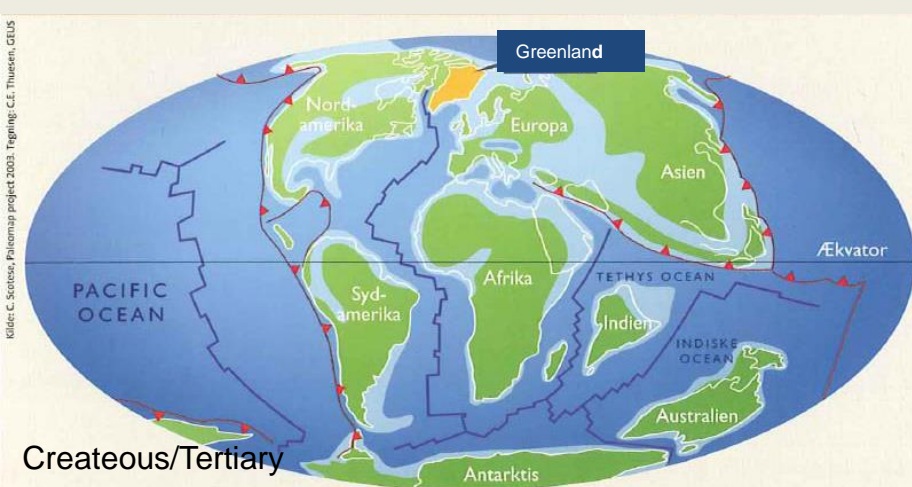 Kilde: C. Scotese, Paleomap project 2003. Tegning: C.E. Thuesen, GEUS
Greenland
Nord-
amerika
Europa
Asien
Ækvator
PACIFIC
OCEAN
Syd-
amerika
Afrika
TETHYS OCEAN
Indien
INDISKE
OCEAN
Australien
Createous/Tertiary
Antarktis